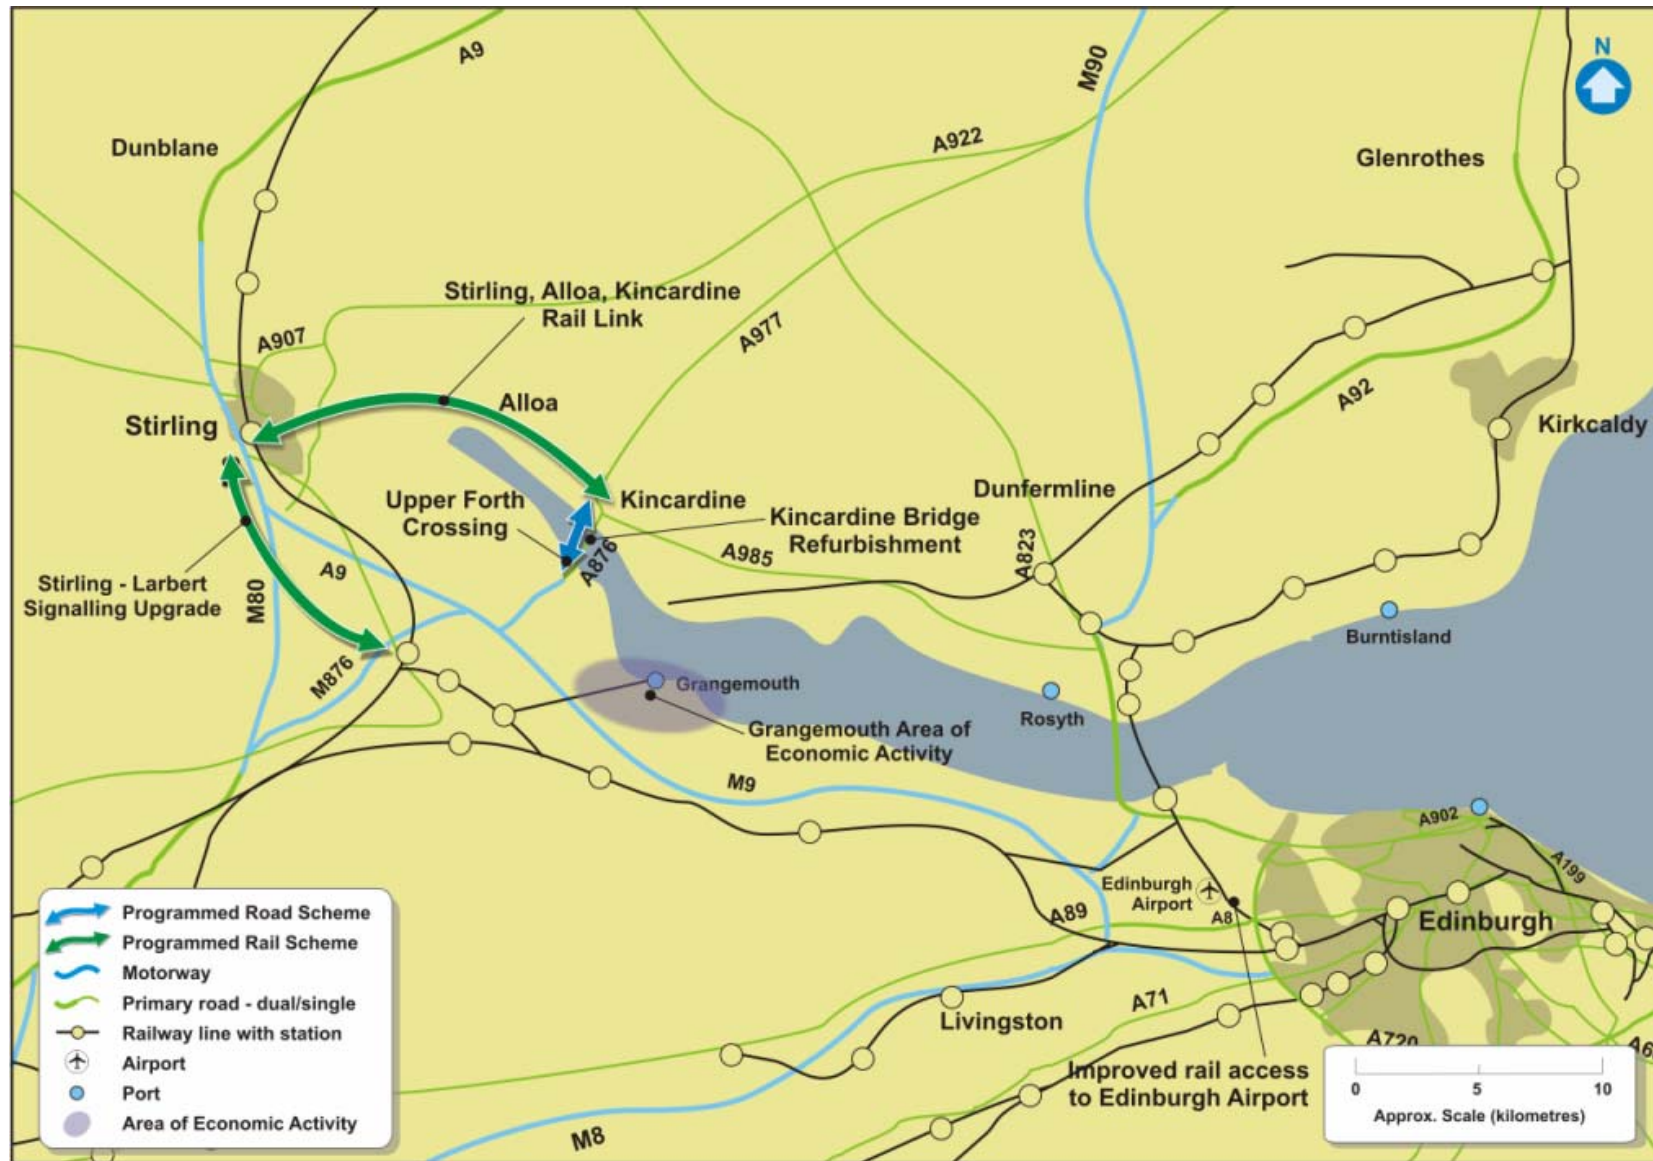 N
A9
M90
Dunblane
A922
Glenrothes
Stirling, Alloa, Kincardine
Rail Link
A907
A977
Alloa
A92
Stirling
Kirkcaldy
Upper Forth
Crossing
Kincardine
Dunfermline
Kincardine Bridge
Refurbishment
A876
A985
A823
Stirling - Larbert
Signalling Upgrade
M80
A9
Burntisland
M876
Grangemouth
Rosyth
Grangemouth Area of
Economic Activity
M9
A902
A199
Edinburgh
Airport
A8
A89
Edinburgh
A71
Livingston
A720
Improved rail access
to Edinburgh Airport
M8
Programmed Road Scheme
Programmed Rail Scheme
Motorway
Primary road - dual/single
Railway line with station
Airport
Port
Area of Economic Activity
0 5 10
Approx. Scale (kilometres)